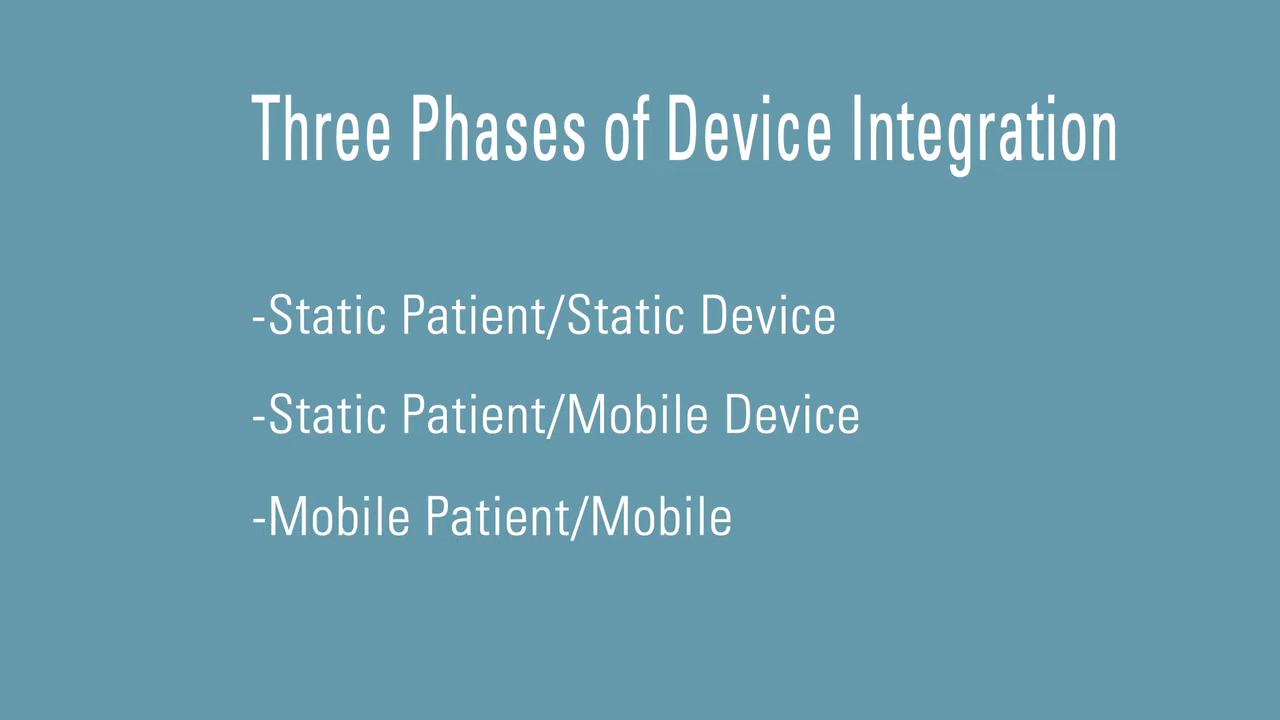 Three Phases of Device Integration
-Static Patient/Static Device
-Static Patient/Mobile Device
-Mobile Patient/Mobile